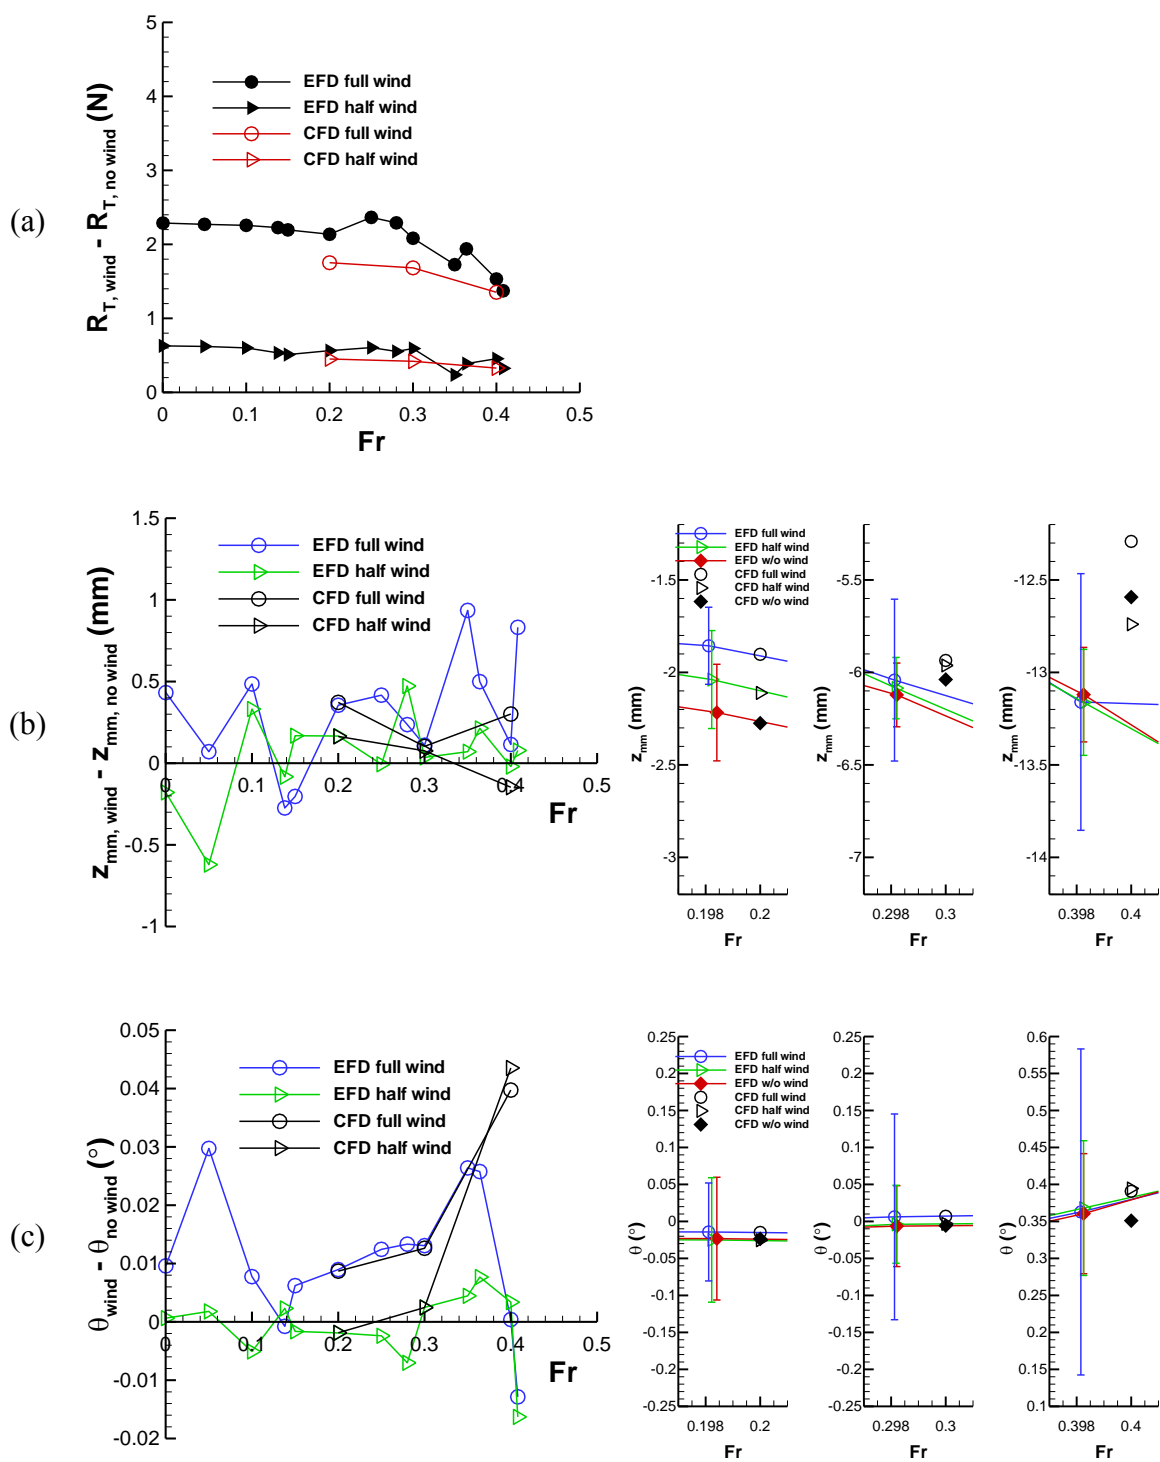 (a)
R_T, wind - R_T, no wind (N)
5
4
3
2
1
0
EFD full wind
EFD half wind
CFD full wind
CFD half wind
0 0.1 0.2 0.3 0.4 0.5
Fr
(b)
z_mm, wind - z_mm, no wind (mm)
1.5
1
0.5
0
-0.5
-1
EFD full wind
EFD half wind
CFD full wind
CFD half wind
0 0.1 0.2 0.3 0.4 0.5
Fr
EFD full wind
EFD half wind
EFD w/o wind
CFD full wind
CFD half wind
CFD w/o wind
z_mm (mm)
-1.5
-2
-2.5
-3
0.198 0.2
Fr
z_mm (mm)
-5.5
-6
-6.5
-7
0.298 0.3
Fr
z_mm (mm)
-12.5
-13
-13.5
-14
0.398 0.4
Fr
(c)
θ_wind - θ_no wind (°)
0.05
0.04
0.03
0.02
0.01
0
-0.01
-0.02
EFD full wind
EFD half wind
CFD full wind
CFD half wind
0 0.1 0.2 0.3 0.4 0.5
Fr
EFD full wind
EFD half wind
EFD w/o wind
CFD full wind
CFD half wind
CFD w/o wind
θ (°)
0.25
0.2
0.15
0.1
0.05
0
-0.05
-0.1
-0.15
-0.2
-0.25
0.198 0.2
Fr
θ (°)
0.25
0.2
0.15
0.1
0.05
0
-0.05
-0.1
-0.15
-0.2
-0.25
0.298 0.3
Fr
θ (°)
0.6
0.55
0.5
0.45
0.4
0.35
0.3
0.25
0.2
0.15
0.1
0.398 0.4
Fr